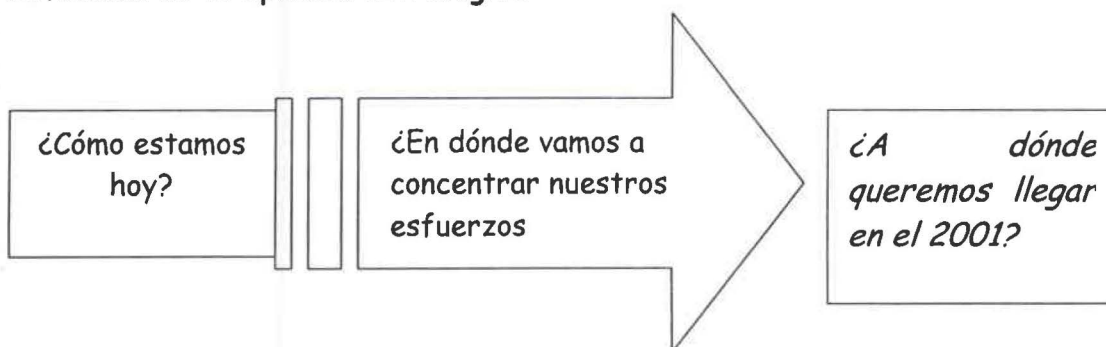 ¿Cómo estamos
hoy?
¿En dónde vamos a
concentrar nuestros
esfuerzos
¿A dónde
queremos llegar
en el 2001?